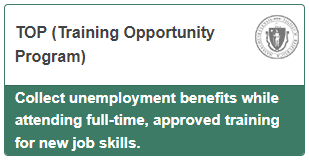 TOP (Training Opportunity
Program)
Collect unemployment benefits while
attending full-time, approved training
for new job skills.